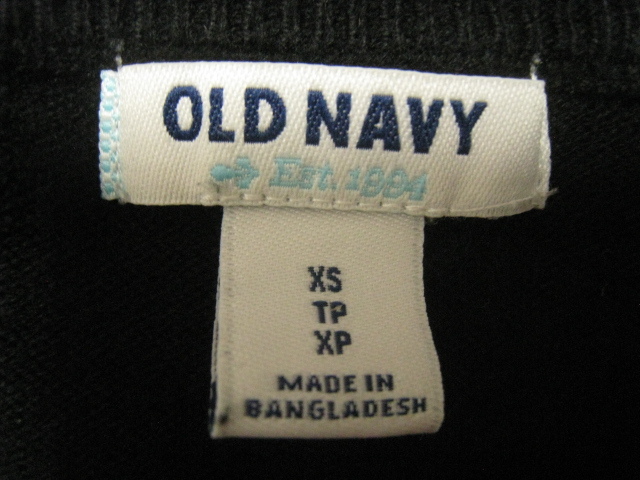 OLD NAVY
Est. 1994
XS
TP
XP
MADE IN
BANGLADESH